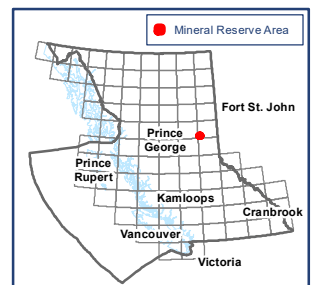 Mineral Reserve Area
Fort St. John
Prince
George
Prince
Rupert
Kamloops
Cranbrook
Vancouver
Victoria